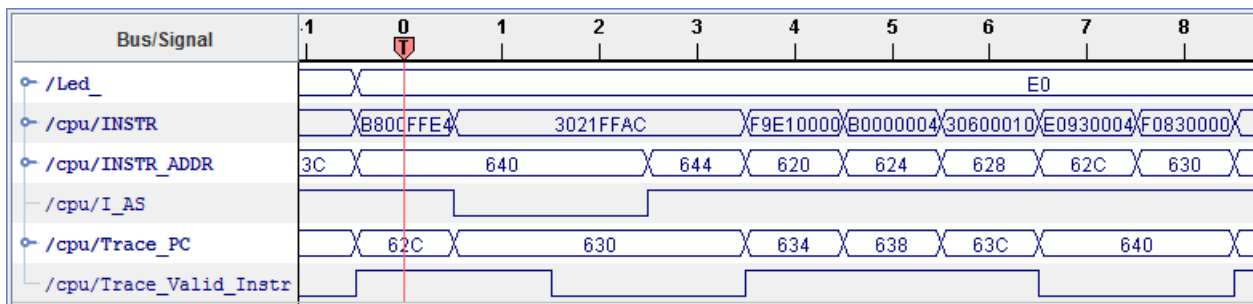 Bus/Signal -1 0 1 2 3 4 5 6 7 8
T
/Led_ E0
/cpu/INSTR B800FFE4 3021FFAC F9E10000 B0000004 30600010 E0930004 F0830000
/cpu/INSTR_ADDR 3C 640 644 620 624 628 62C 630
/cpu/I_AS
/cpu/Trace_PC 62C 630 634 638 63C 640
/cpu/Trace_Valid_Instr